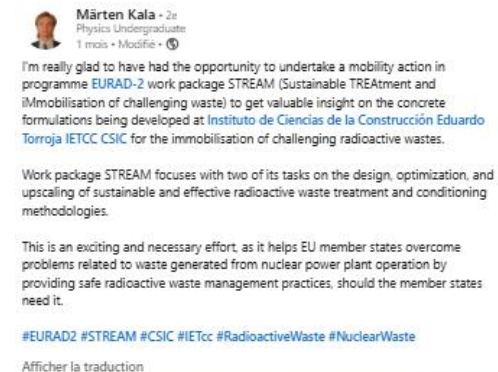 Märten Kala • 2e
Physics Undergraduate
1 mois • Modifié •
I'm really glad to have had the opportunity to undertake a mobility action in
programme EURAD-2 work package STREAM (Sustainable TREAtment and
iMmobilisation of challenging waste) to get valuable insight on the concrete
formulations being developed at Instituto de Ciencias de la Construcción Eduardo
Torroja IETCC CSIC for the immobilisation of challenging radioactive wastes.
Work package STREAM focuses with two of its tasks on the design, optimization, and
upscaling of sustainable and effective radioactive waste treatment and conditioning
methodologies.
This is an exciting and necessary effort, as it helps EU member states overcome
problems related to waste generated from nuclear power plant operation by
providing safe radioactive waste management practices, should the member states
need it.
#EURAD2 #STREAM #CSIC #IETcc #RadioactiveWaste #NuclearWaste
Afficher la traduction